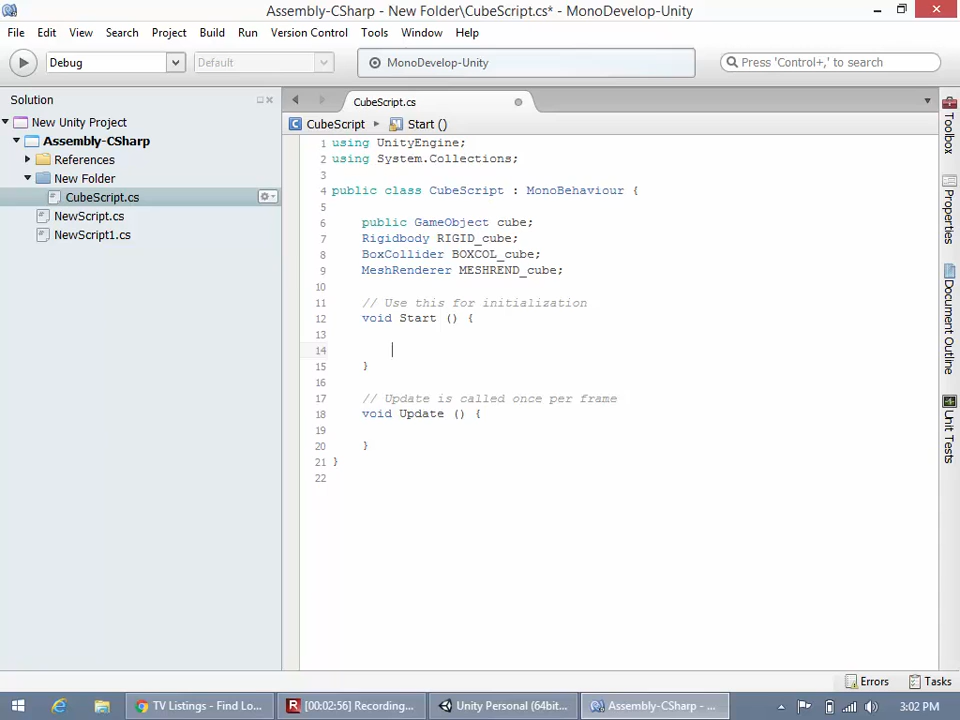 Assembly-CSharp - New Folder\CubeScript.cs* - MonoDevelop-Unity
File Edit View Search Project Build Run Version Control Tools Window Help
Debug Default MonoDevelop-Unity Press 'Control+,' to search
Solution
New Unity Project
Assembly-CSharp
References
New Folder
CubeScript.cs
NewScript.cs
NewScript1.cs
CubeScript.cs
CubeScript Start ()
1 using UnityEngine;
2 using System.Collections;
3
4 public class CubeScript : MonoBehaviour {
5
6 public GameObject cube;
7 Rigidbody RIGID_cube;
8 BoxCollider BOXCOL_cube;
9 MeshRenderer MESHREND_cube;
10
11 // Use this for initialization
12 void Start () {
13
14
15 }
16
17 // Update is called once per frame
18 void Update () {
19
20 }
21 }
22
Toolbox
Properties
Document Outline
Unit Tests
Errors Tasks
TV Listings - Find Lo... [00:02:56] Recording... Unity Personal (64bit... Assembly-CSharp - ... 3:02 PM